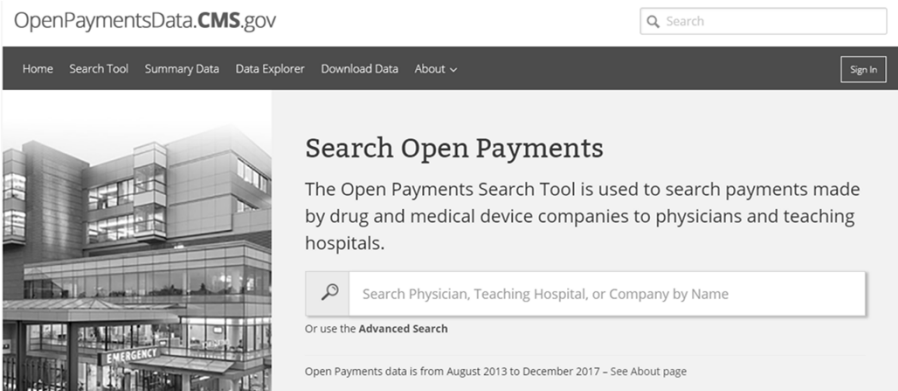 OpenPaymentsData.CMS.gov
Search
Home Search Tool Summary Data Data Explorer Download Data About
Sign In
Search Open Payments
The Open Payments Search Tool is used to search payments made
by drug and medical device companies to physicians and teaching
hospitals.
Search Physician, Teaching Hospital, or Company by Name
Or use the Advanced Search
Open Payments data is from August 2013 to December 2017 – See About page
EMERGENCY